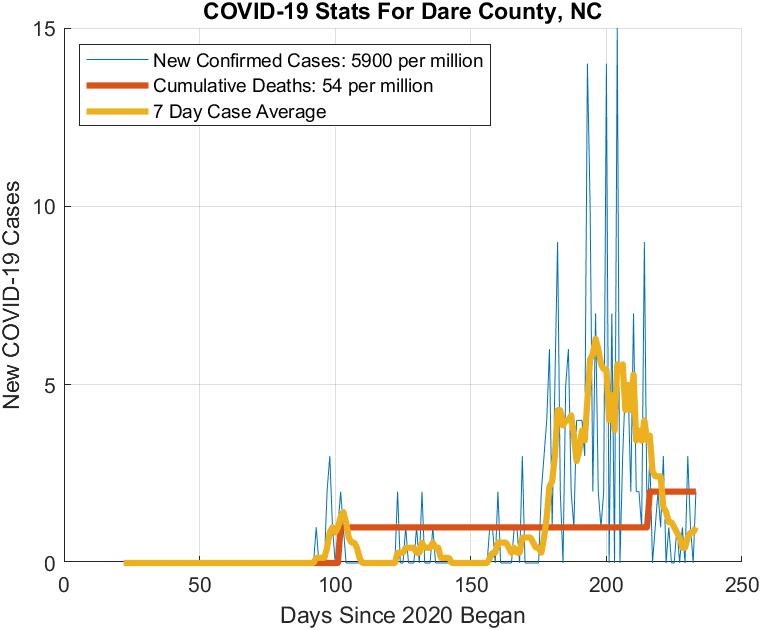 COVID-19 Stats For Dare County, NC
New Confirmed Cases: 5900 per million
Cumulative Deaths: 54 per million
7 Day Case Average
New COVID-19 Cases
15
10
5
0
0 50 100 150 200 250
Days Since 2020 Began